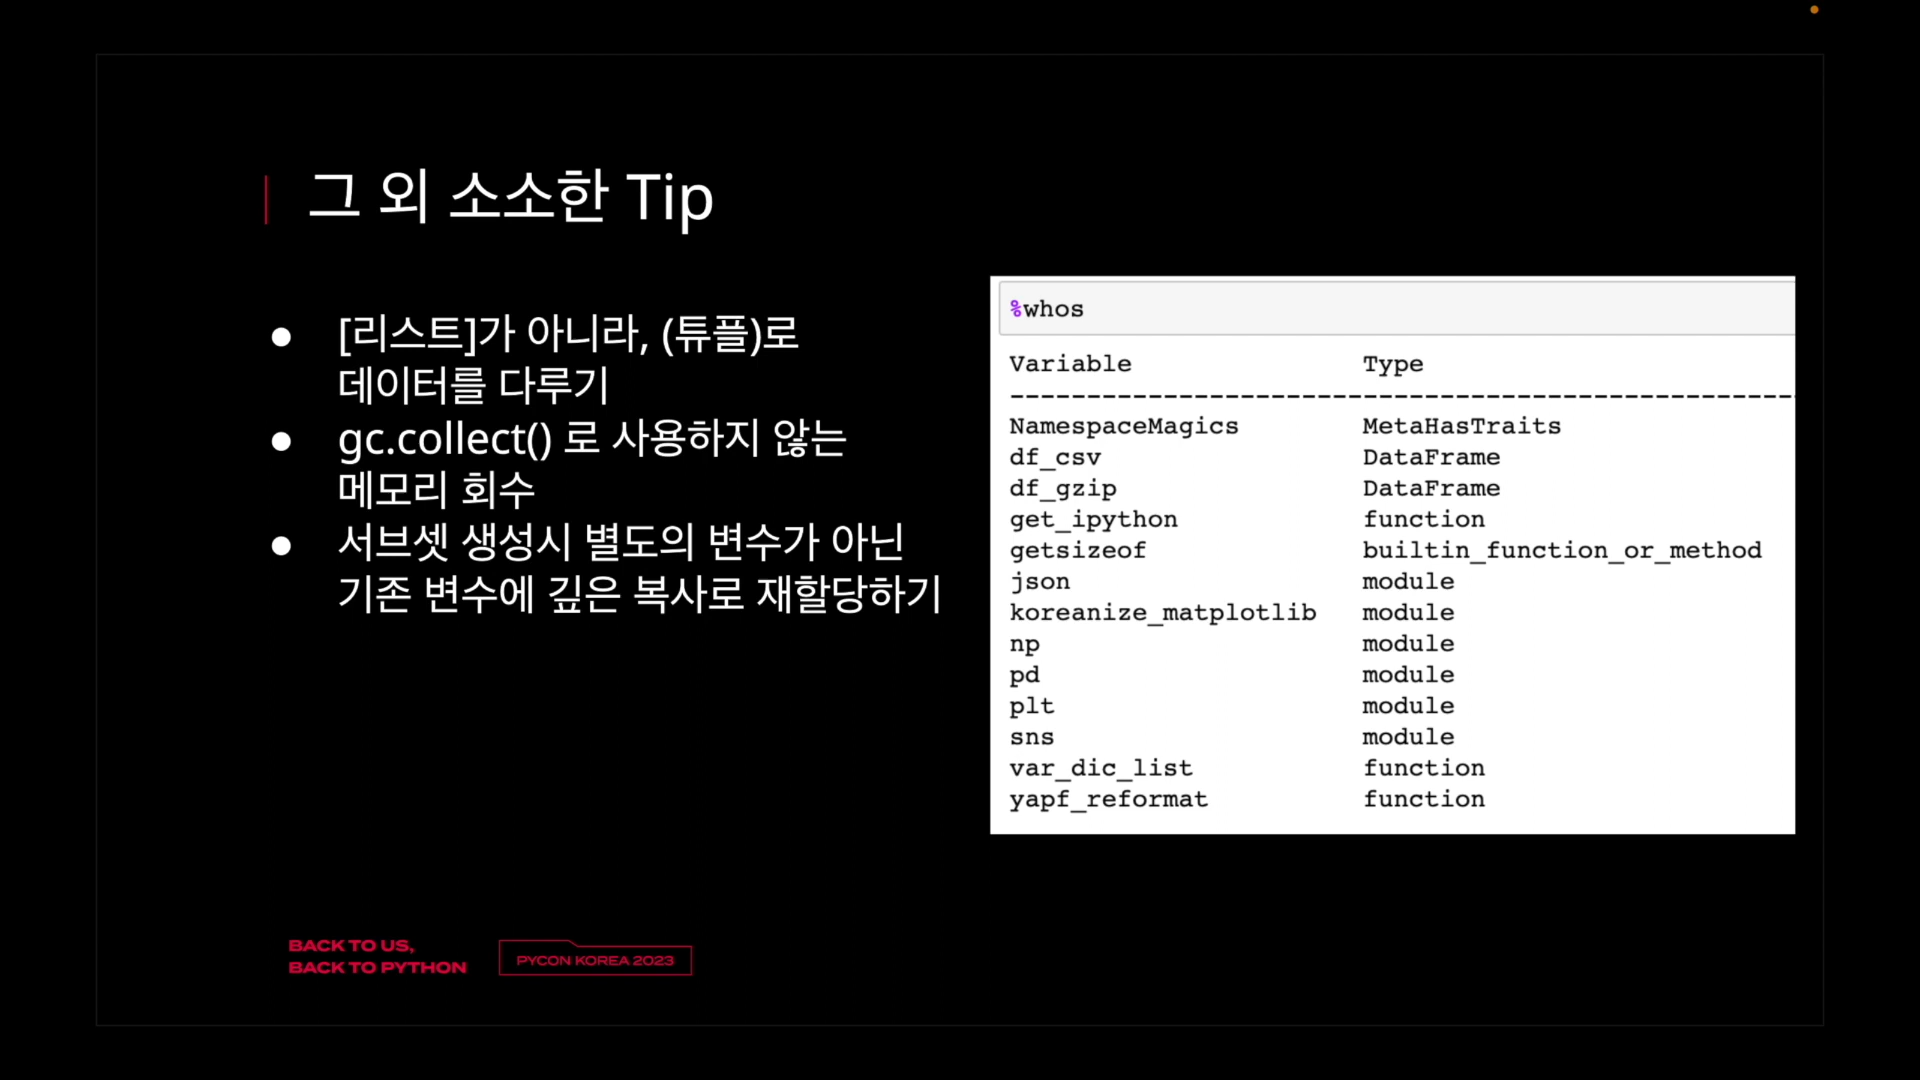 그 외 소소한 Tip
● [리스트]가 아니라, (튜플)로
데이터를 다루기
● gc.collect() 로 사용하지 않는
메모리 회수
● 서브셋 생성시 별도의 변수가 아닌
기존 변수에 깊은 복사로 재할당하기
%whos
Variable Type
----------------------------------------------------
NamespaceMagics MetaHasTraits
df_csv DataFrame
df_gzip DataFrame
get_ipython function
getsizeof builtin_function_or_method
json module
koreanize_matplotlib module
np module
pd module
plt module
sns module
var_dic_list function
yapf_reformat function
BACK TO US,
BACK TO PYTHON
PYCON KOREA 2023